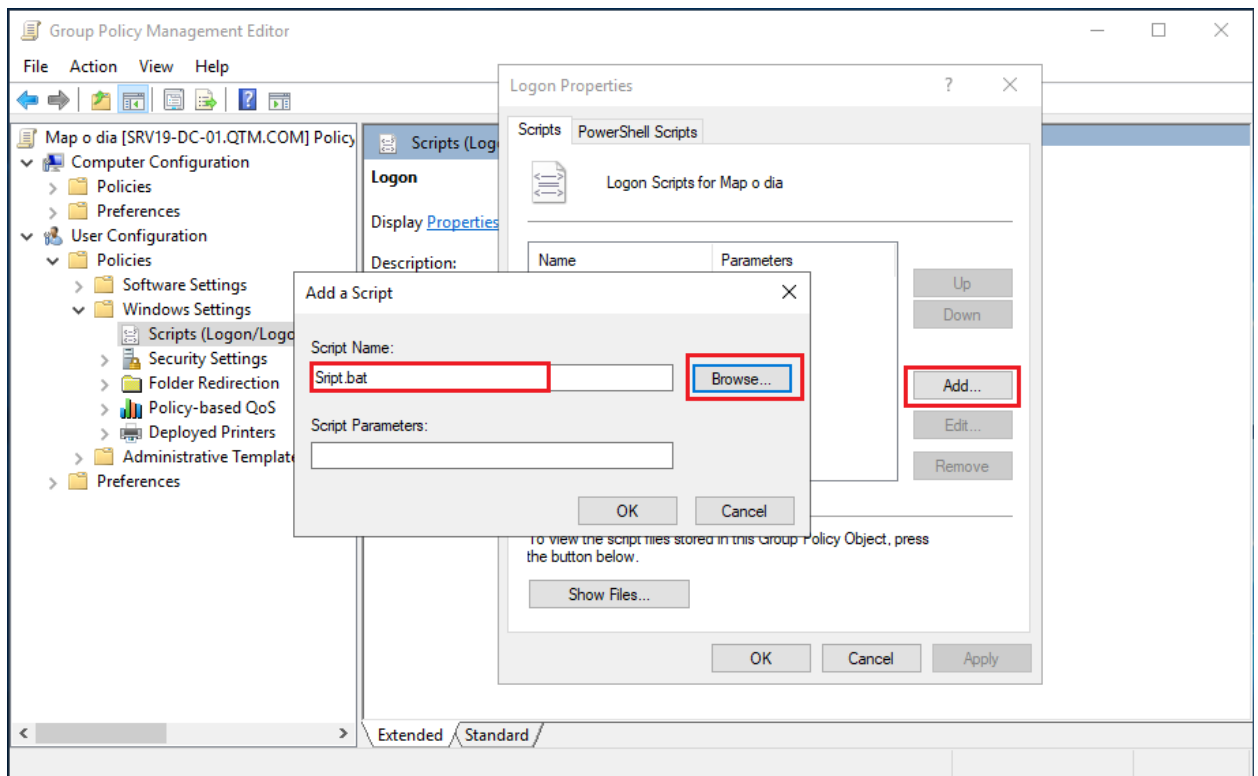 Group Policy Management Editor
File Action View Help
Map o dia [SRV19-DC-01.QTM.COM] Policy
Computer Configuration
Policies
Preferences
User Configuration
Policies
Software Settings
Windows Settings
Scripts (Logon/Logo
Security Settings
Folder Redirection
Policy-based QoS
Deployed Printers
Administrative Templat
Preferences
Scripts (Log
Logon
Display Properties
Description:
Extended Standard
Logon Properties
?
Scripts PowerShell Scripts
Logon Scripts for Map o dia
Name Parameters
Up
Down
Add...
Edit...
Remove
To view the script files stored in this Group Policy Object, press
the button below.
Show Files...
OK Cancel Apply
Add a Script
Script Name:
Sript.bat
Browse...
Script Parameters:
OK Cancel